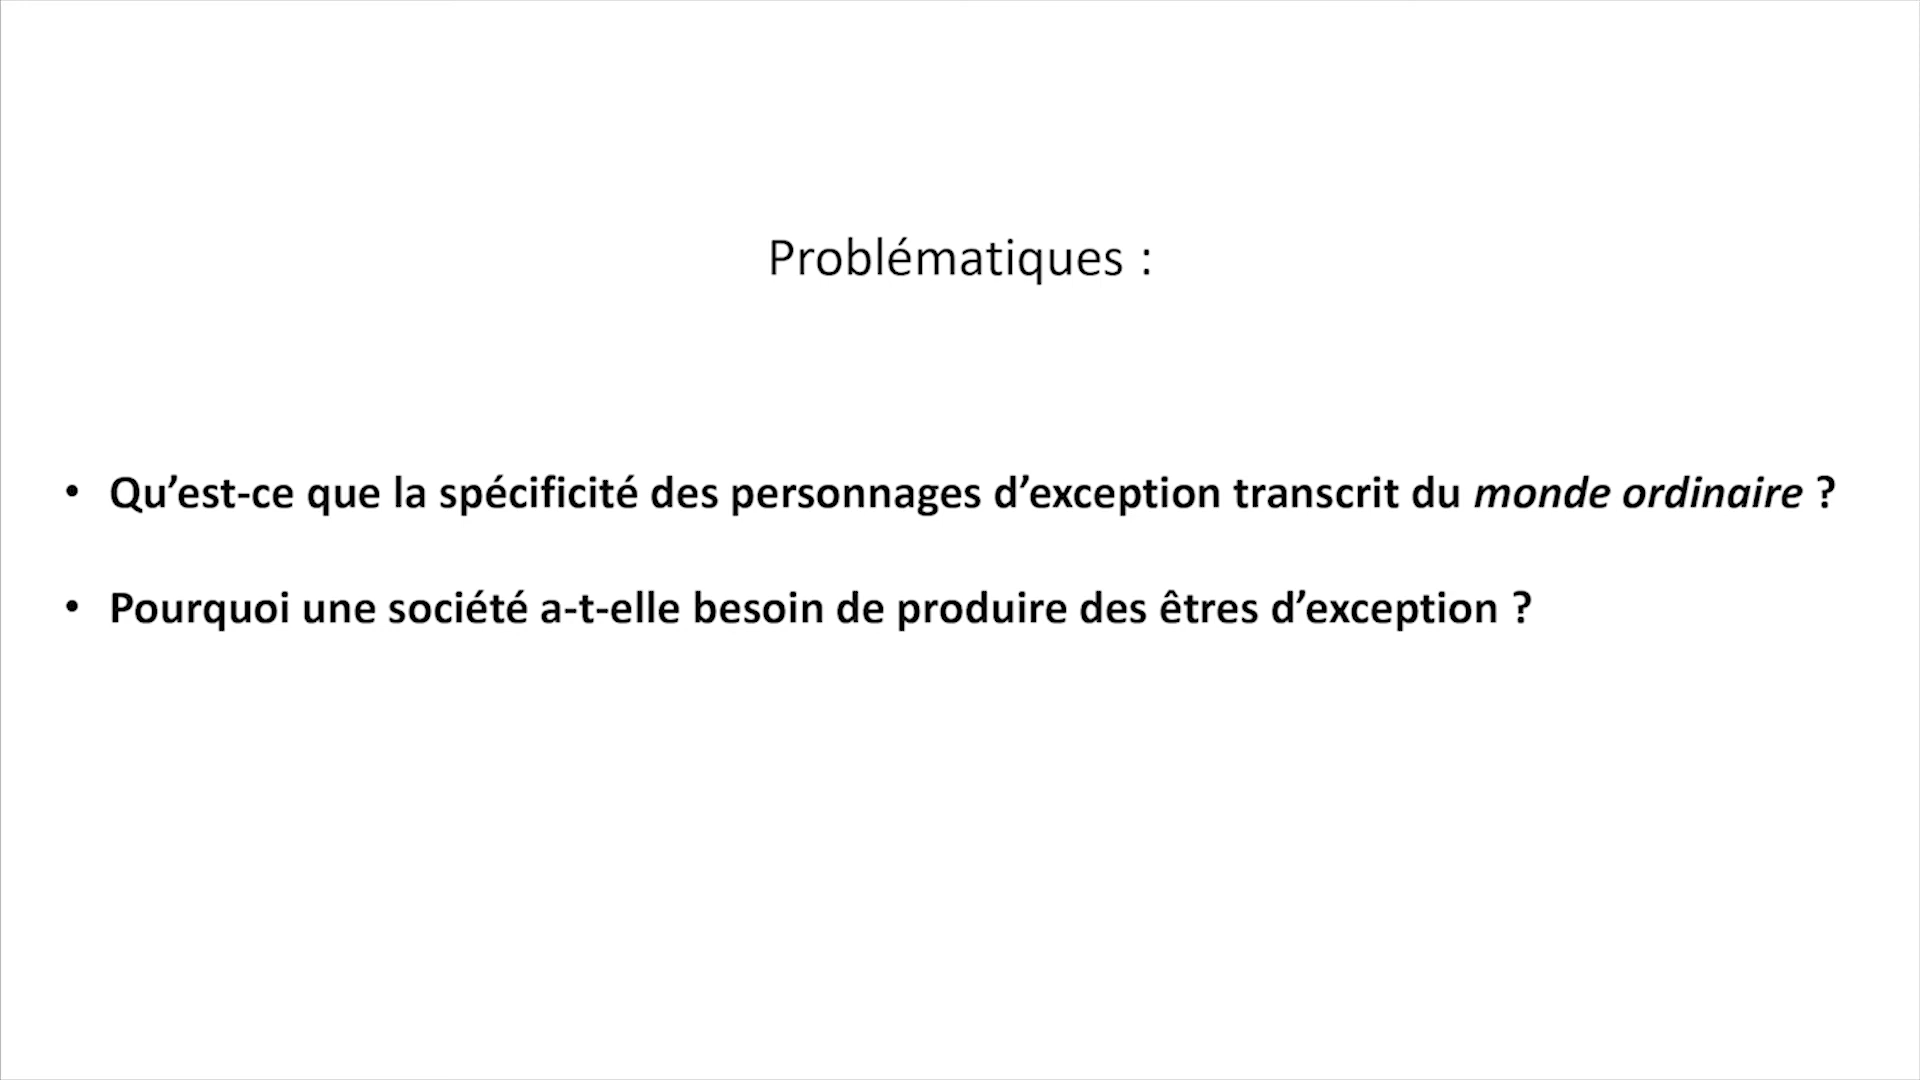 Problématiques :
• Qu’est-ce que la spécificité des personnages d’exception transcrit du monde ordinaire ?
• Pourquoi une société a-t-elle besoin de produire des êtres d’exception ?